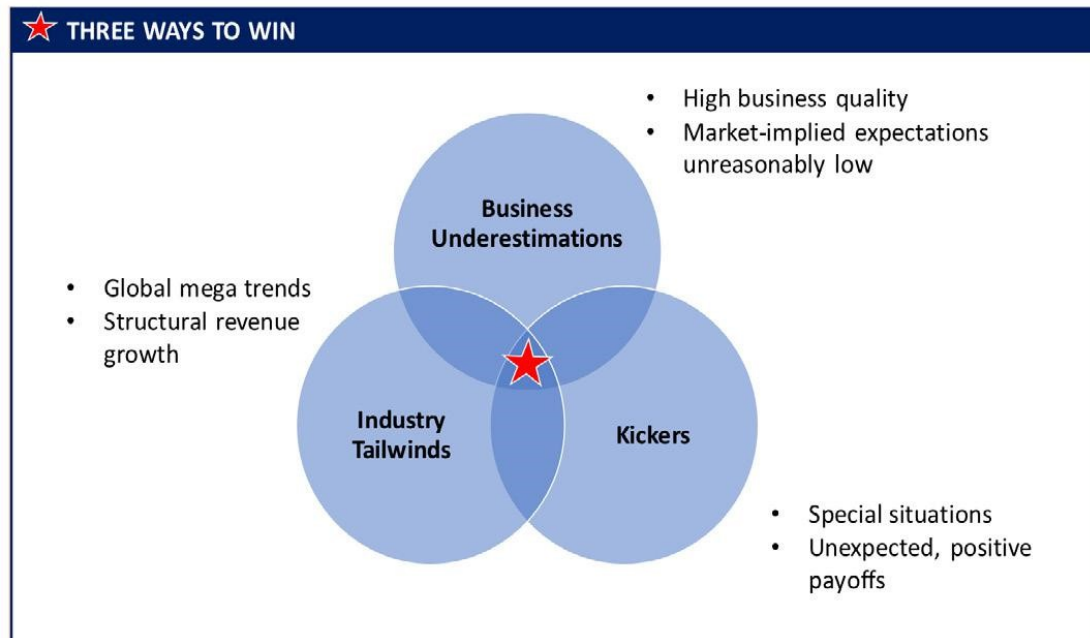 THREE WAYS TO WIN
• High business quality
• Market-implied expectations
unreasonably low
Business
Underestimations
• Global mega trends
• Structural revenue
growth
Industry
Tailwinds
Kickers
• Special situations
• Unexpected, positive
payoffs